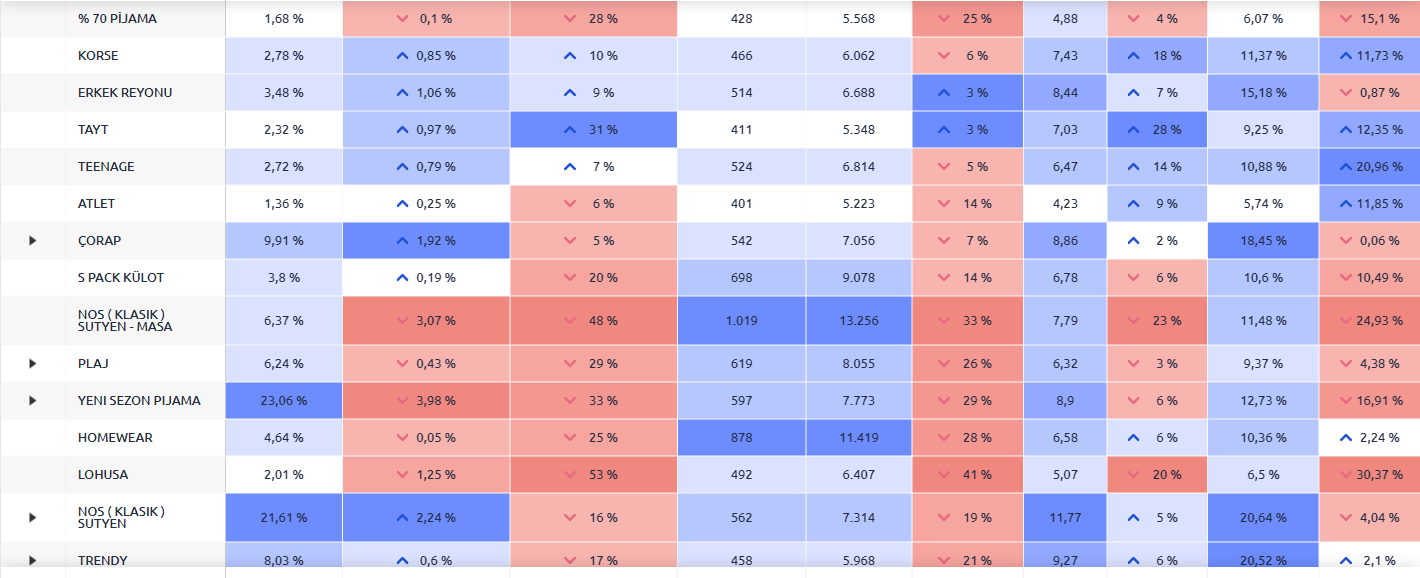 % 70 PİJAMA 1,68 % 0,1 % 28 % 428 5.568 25 % 4,88 4 % 6,07 % 15,1 %
KORSE 2,78 % 0,85 % 10 % 466 6.062 6 % 7,43 18 % 11,37 % 11,73 %
ERKEK REYONU 3,48 % 1,06 % 9 % 514 6.688 3 % 8,44 7 % 15,18 % 0,87 %
TAYT 2,32 % 0,97 % 31 % 411 5.348 3 % 7,03 28 % 9,25 % 12,35 %
TEENAGE 2,72 % 0,79 % 7 % 524 6.814 5 % 6,47 14 % 10,88 % 20,96 %
ATLET 1,36 % 0,25 % 6 % 401 5.223 14 % 4,23 9 % 5,74 % 11,85 %
ÇORAP 9,91 % 1,92 % 5 % 542 7.056 7 % 8,86 2 % 18,45 % 0,06 %
S PACK KÜLOT 3,8 % 0,19 % 20 % 698 9.078 14 % 6,78 6 % 10,6 % 10,49 %
NOS ( KLASIK )
SUTYEN - MASA 6,37 % 3,07 % 48 % 1.019 13.256 33 % 7,79 23 % 11,48 % 24,93 %
PLAJ 6,24 % 0,43 % 29 % 619 8.055 26 % 6,32 3 % 9,37 % 4,38 %
YENI SEZON PIJAMA 23,06 % 3,98 % 33 % 597 7.773 29 % 8,9 6 % 12,73 % 16,91 %
HOMEWEAR 4,64 % 0,05 % 25 % 878 11.419 28 % 6,58 6 % 10,36 % 2,24 %
LOHUSA 2,01 % 1,25 % 53 % 492 6.407 41 % 5,07 20 % 6,5 % 30,37 %
NOS ( KLASIK )
SUTYEN 21,61 % 2,24 % 16 % 562 7.314 19 % 11,77 5 % 20,64 % 4,04 %
TRENDY 8,03 % 0,6 % 17 % 458 5.968 21 % 9,27 6 % 20,52 % 2,1 %